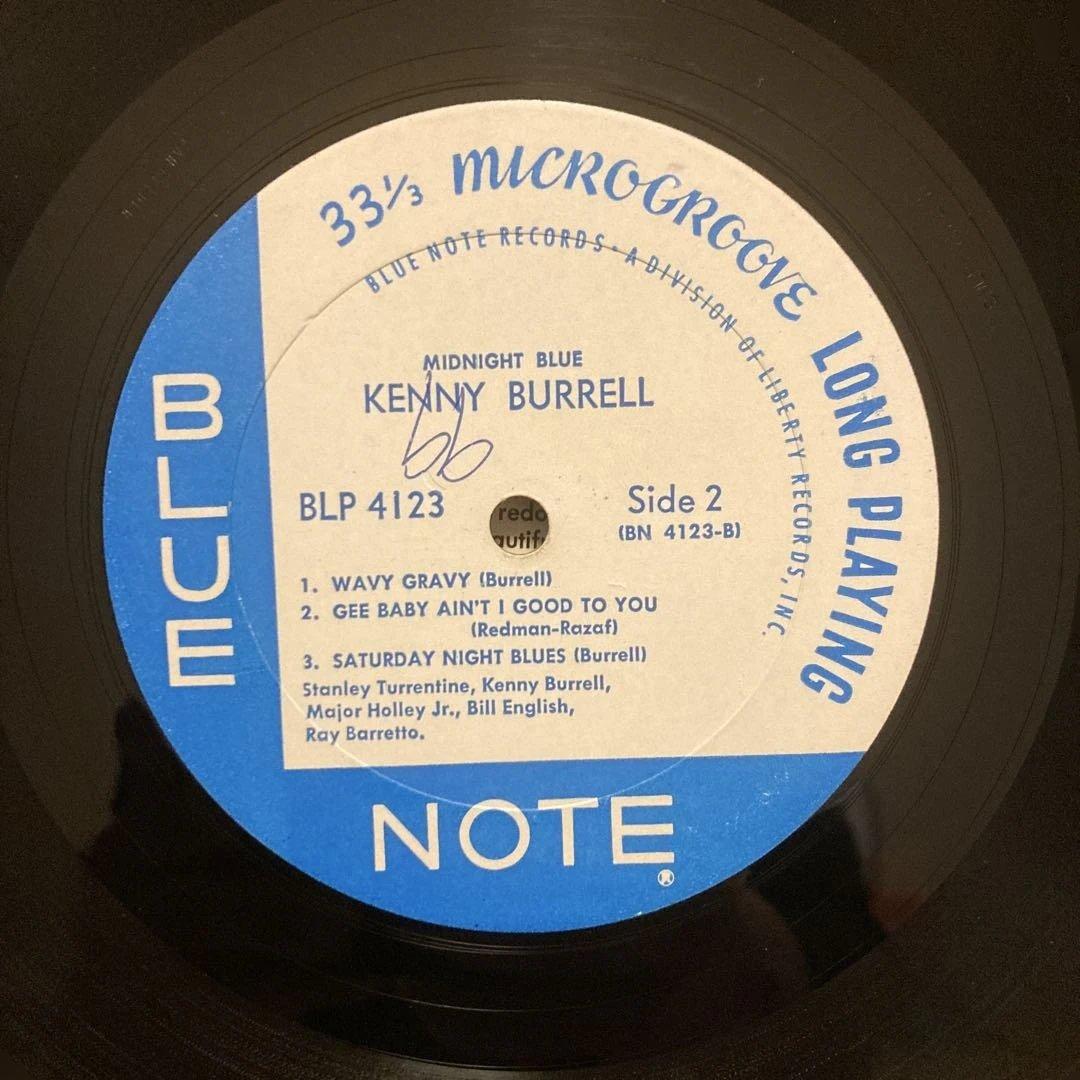 33⅓ MICROGROOVE LONG PLAYING
BLUE NOTE RECORDS · A DIVISION OF LIBERTY RECORDS, INC.
MIDNIGHT BLUE
KENNY BURRELL
BLP 4123
Side 2
(BN 4123-B)
1. WAVY GRAVY (Burrell)
2. GEE BABY AIN'T I GOOD TO YOU
(Redman-Razaf)
3. SATURDAY NIGHT BLUES (Burrell)
Stanley Turrentine, Kenny Burrell,
Major Holley Jr., Bill English,
Ray Barretto.
BLUE
NOTE